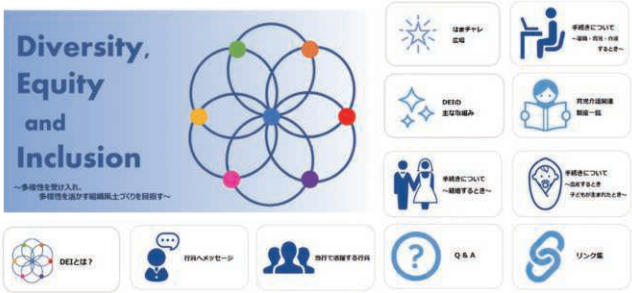 Diversity,
Equity
and
Inclusion
～多様性を受け入れ、
多様性を活かす組織風土づくりを目指す～
はまチャレ
広場
手続きについて
～休職・育児・介護
するとき～
DEIの
主な取組み
育児介護関連
制度一覧
手続きについて
～結婚するとき～
手続きについて
～出産するとき
子どもが生まれたとき～
DEIとは？
行員へメッセージ
当行で活躍する行員
Q & A
リンク集